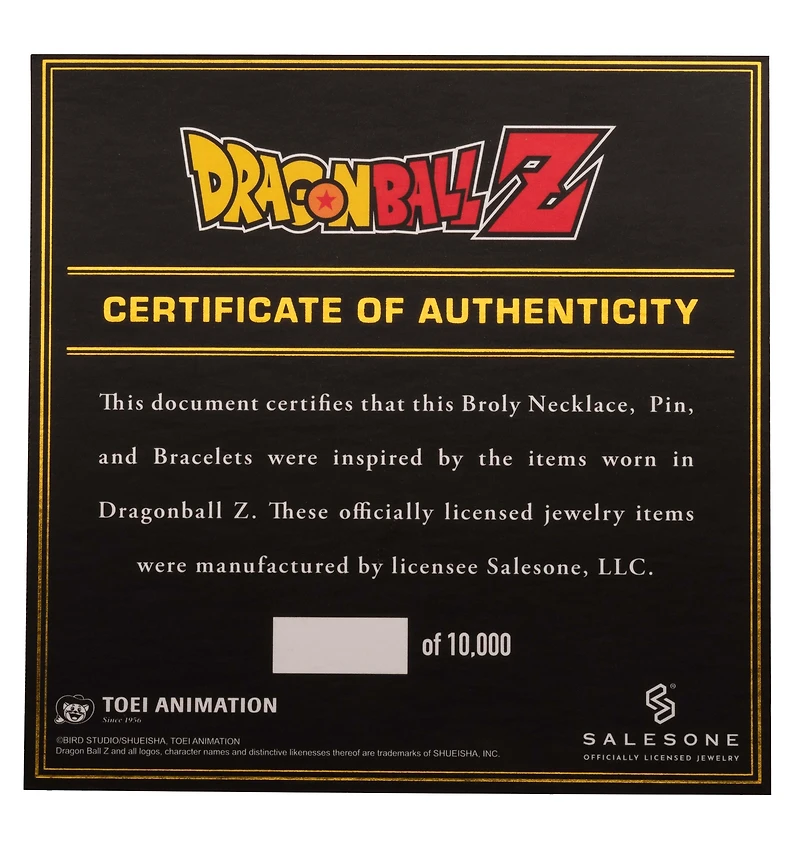 DRAGON BALL Z
CERTIFICATE OF AUTHENTICITY
This document certifies that this Broly Necklace, Pin,
and Bracelets were inspired by the items worn in
Dragonball Z. These officially licensed jewelry items
were manufactured by licensee Salesone, LLC.
of 10,000
TOEI ANIMATION
Since 1956
©BIRD STUDIO/SHUEISHA, TOEI ANIMATION
Dragon Ball Z and all logos, character names and distinctive likenesses thereof are trademarks of SHUEISHA, INC.
®
SALESONE
OFFICIALLY LICENSED JEWELRY